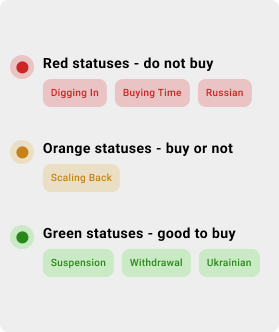 Red statuses - do not buy
Digging In Buying Time Russian
Orange statuses - buy or not
Scaling Back
Green statuses - good to buy
Suspension Withdrawal Ukrainian